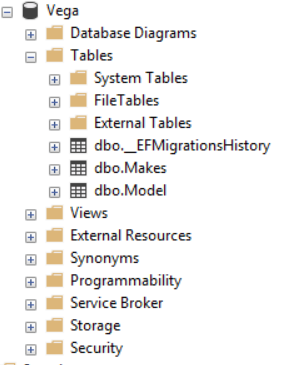 Vega
Database Diagrams
Tables
System Tables
FileTables
External Tables
dbo.__EFMigrationsHistory
dbo.Makes
dbo.Model
Views
External Resources
Synonyms
Programmability
Service Broker
Storage
Security